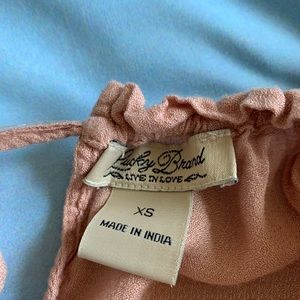 Lucky Brand
LIVE IN LOVE
XS
MADE IN INDIA